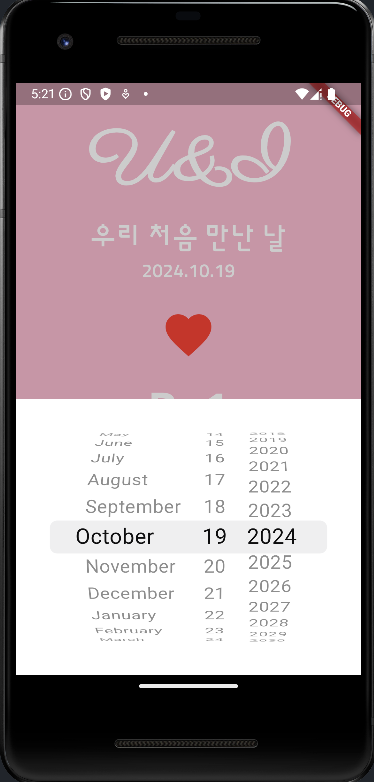 5:21
DEBUG
U&I
우리 처음 만난 날
2024.10.19
May 14 2018
June 15 2019
July 16 2020
August 17 2021
September 18 2022
2023
October 19 2024
November 20 2025
December 21 2026
January 22 2027
February 23 2028
March 24 2029
2030